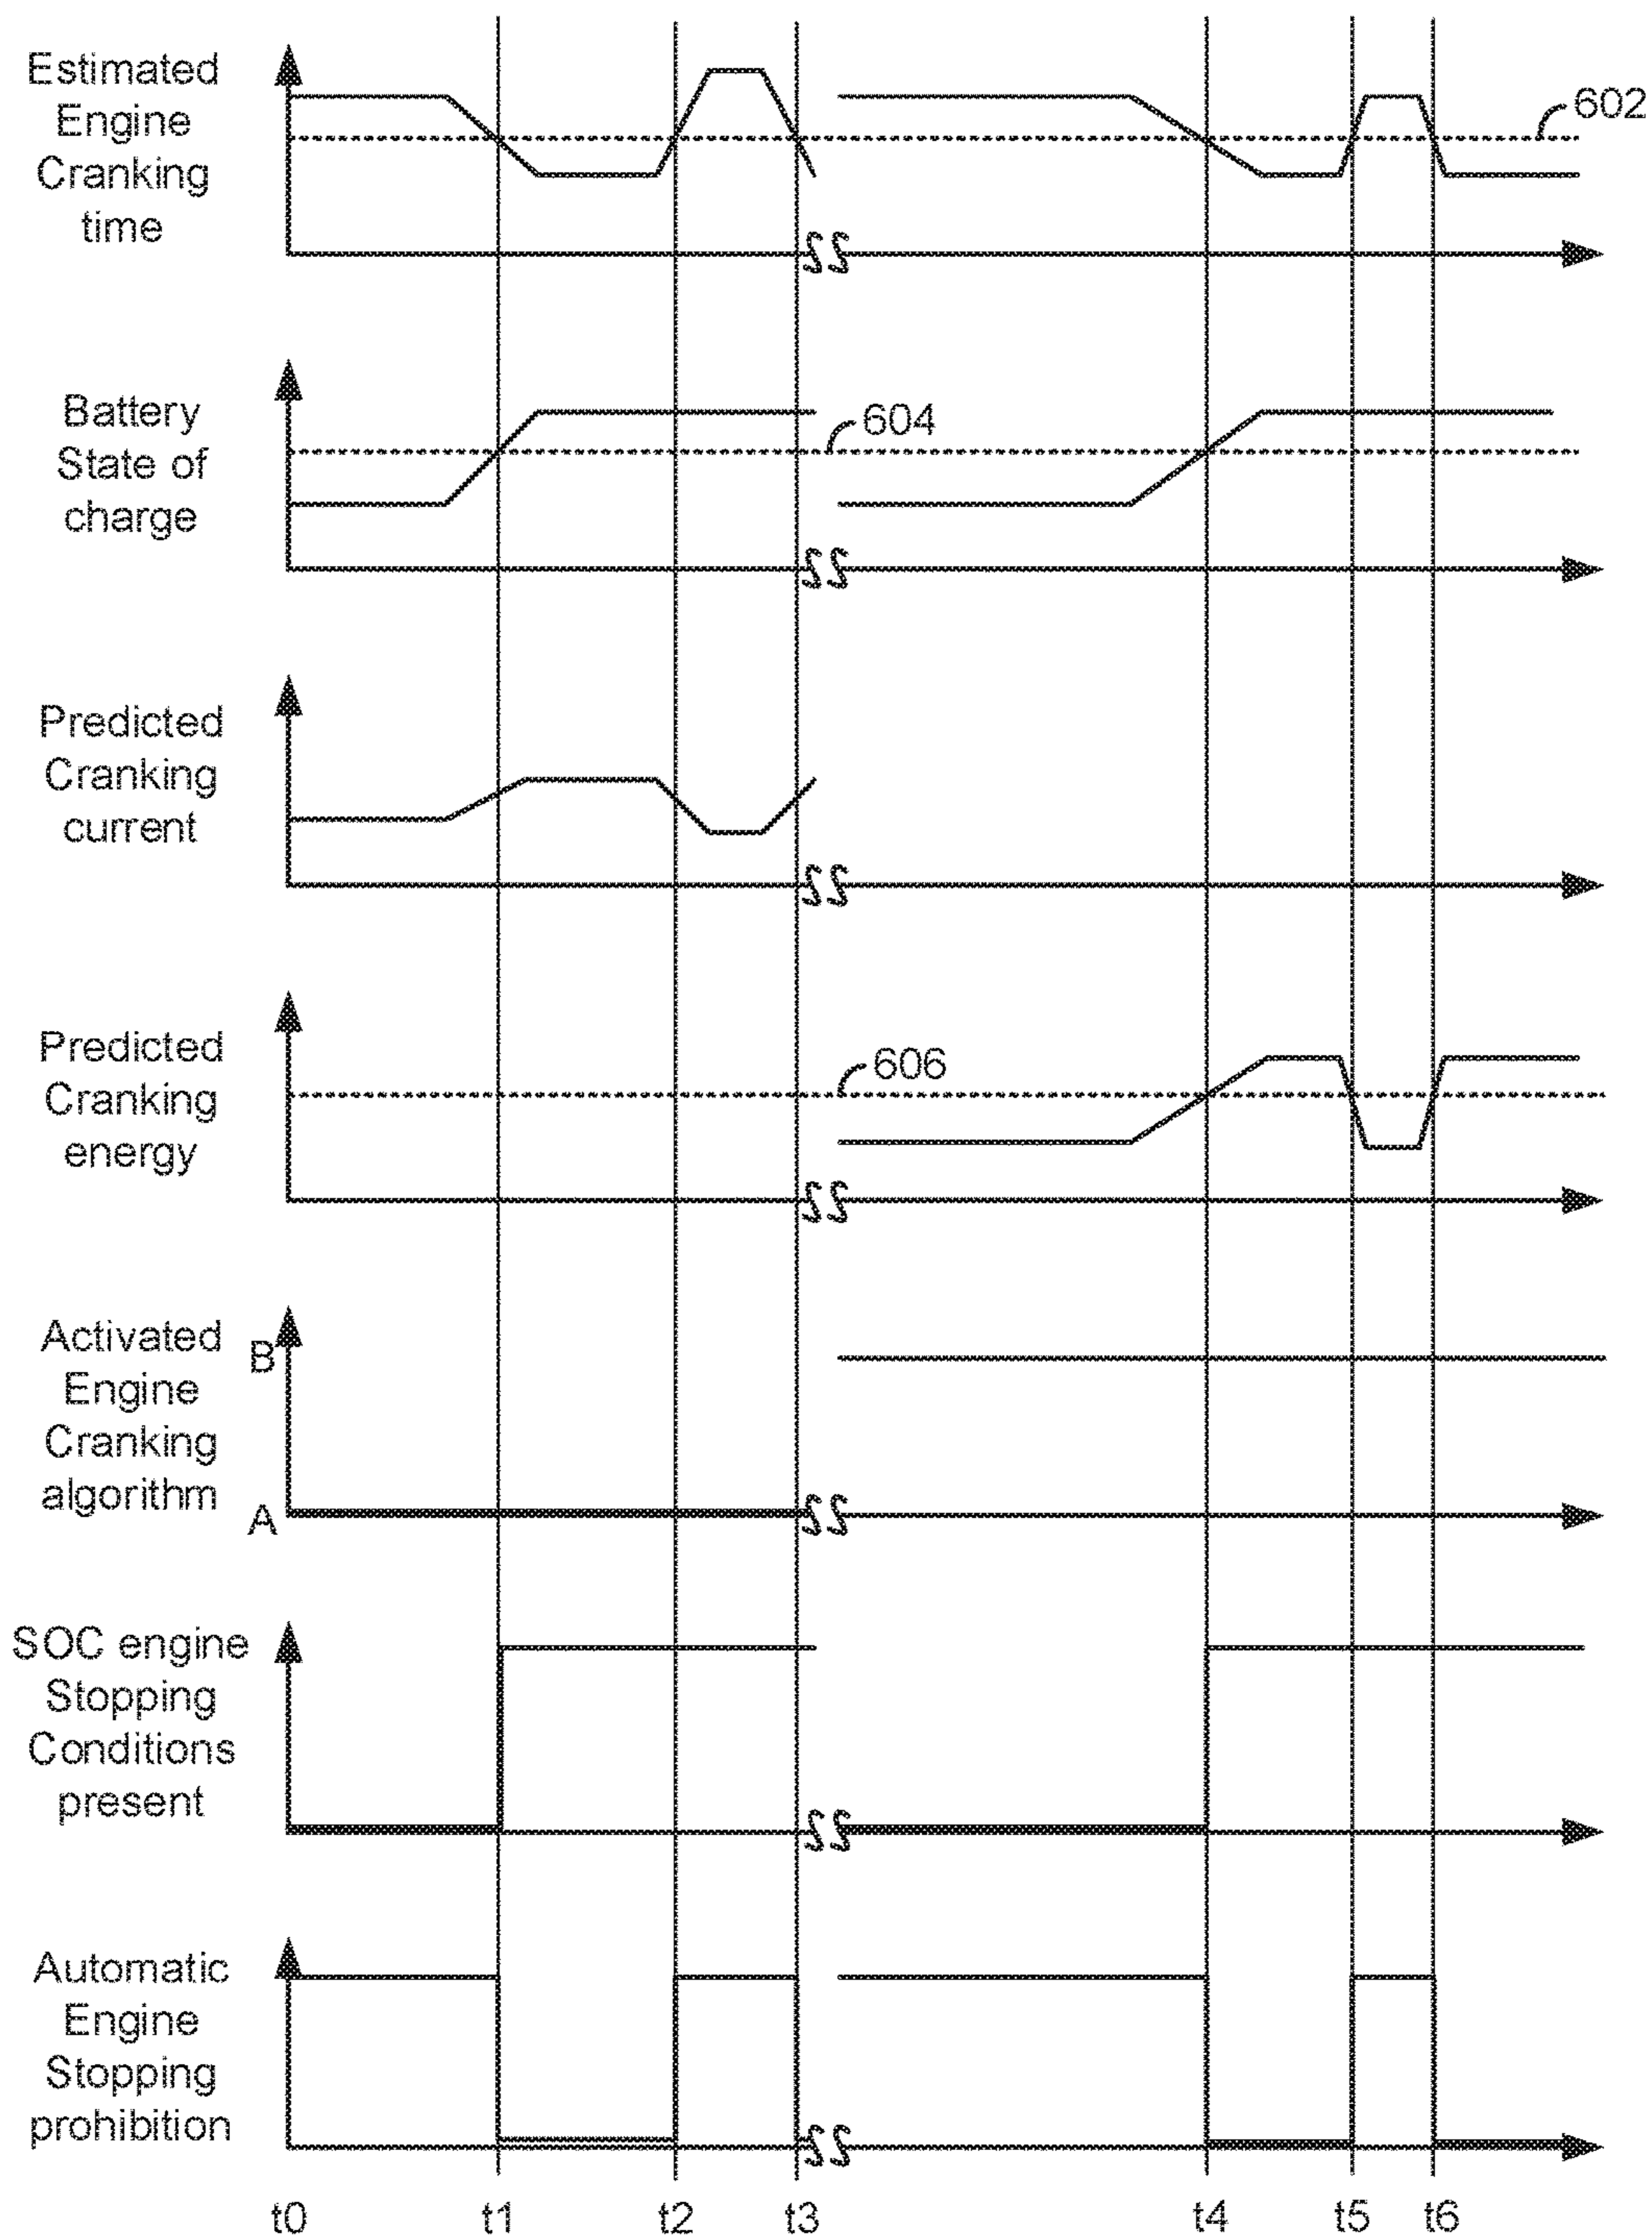 Estimated
Engine
Cranking
time
602
Battery
State of
charge
604
Predicted
Cranking
current
Predicted
Cranking
energy
606
Activated
Engine
Cranking
algorithm
B
A
SOC engine
Stopping
Conditions
present
Automatic
Engine
Stopping
prohibition
t0 t1 t2 t3 t4 t5 t6